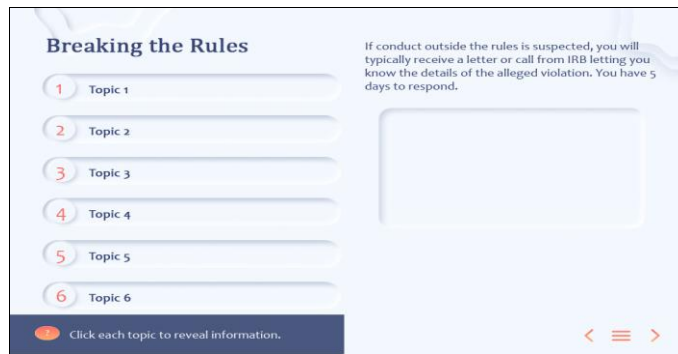 Breaking the Rules
1 Topic 1
2 Topic 2
3 Topic 3
4 Topic 4
5 Topic 5
6 Topic 6
? Click each topic to reveal information.
If conduct outside the rules is suspected, you will
typically receive a letter or call from IRB letting you
know the details of the alleged violation. You have 5
days to respond.